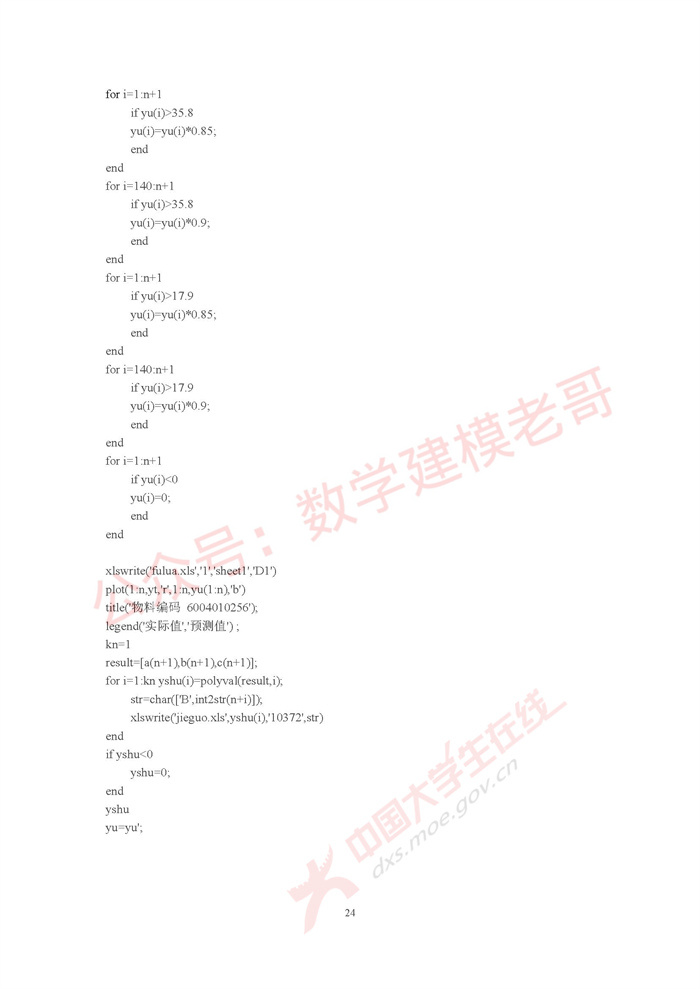 for i=1:n+1
if yu(i)>35.8
yu(i)=yu(i)*0.85;
end
end
for i=140:n+1
if yu(i)>35.8
yu(i)=yu(i)*0.9;
end
end
for i=1:n+1
if yu(i)>17.9
yu(i)=yu(i)*0.85;
end
end
for i=140:n+1
if yu(i)>17.9
yu(i)=yu(i)*0.9;
end
end
for i=1:n+1
if yu(i)<0
yu(i)=0;
end
end
xlswrite('fulua.xls','1','sheet1','D1')
plot(1:n,yt,'r',1:n,yu(1:n),'b')
title('物料编码 6004010256');
legend('实际值','预测值') ;
kn=1
result=[a(n+1),b(n+1),c(n+1)];
for i=1:kn yshu(i)=polyval(result,i);
str=char(['B',int2str(n+i)]);
xlswrite('jieguo.xls',yshu(i),'10372',str)
end
if yshu<0
yshu=0;
end
yshu
yu=yu';
公众号：数学建模老哥
中国大学生在线
dxs.moe.gov.cn
24